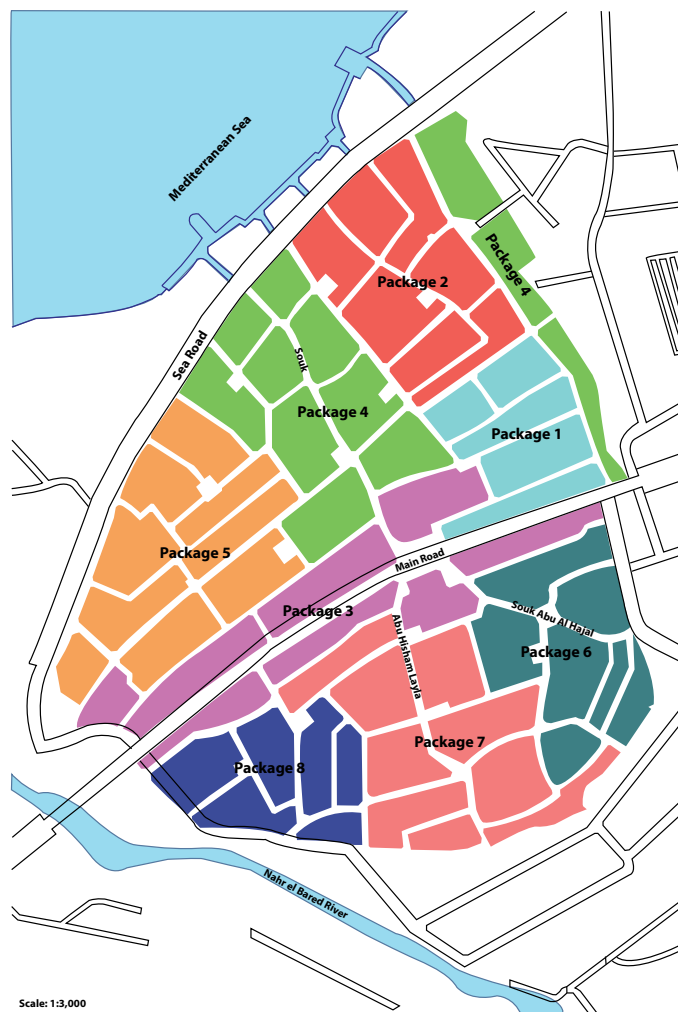 Mediterranean Sea
Package 4
Package 2
Sea Road
Souk
Package 4
Package 1
Package 5
Main Road
Package 3
Souk Abu Al Hajal
Abu Hisham Layla
Package 6
Package 7
Package 8
Nahr el Bared River
Scale: 1:3,000